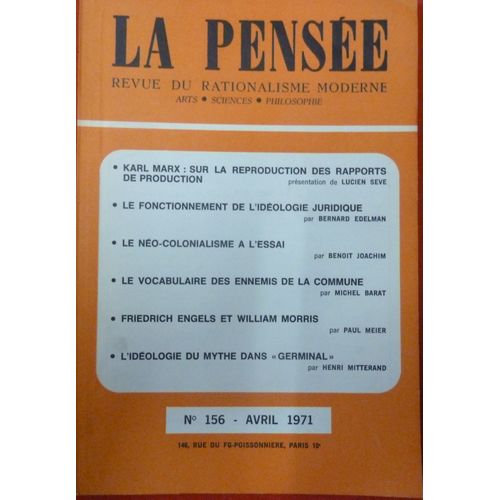 LA PENSÉE
REVUE DU RATIONALISME MODERNE
ARTS • SCIENCES • PHILOSOPHIE
• KARL MARX : SUR LA REPRODUCTION DES RAPPORTS
DE PRODUCTION présentation de LUCIEN SEVE
• LE FONCTIONNEMENT DE L'IDÉOLOGIE JURIDIQUE
par BERNARD EDELMAN
• LE NÉO-COLONIALISME A L'ESSAI
par BENOIT JOACHIM
• LE VOCABULAIRE DES ENNEMIS DE LA COMMUNE
par MICHEL BARAT
• FRIEDRICH ENGELS ET WILLIAM MORRIS
par PAUL MEIER
• L'IDÉOLOGIE DU MYTHE DANS « GERMINAL »
par HENRI MITTERAND
Nº 156 - AVRIL 1971
146, RUE DU FG-POISSONNIERE, PARIS 10e